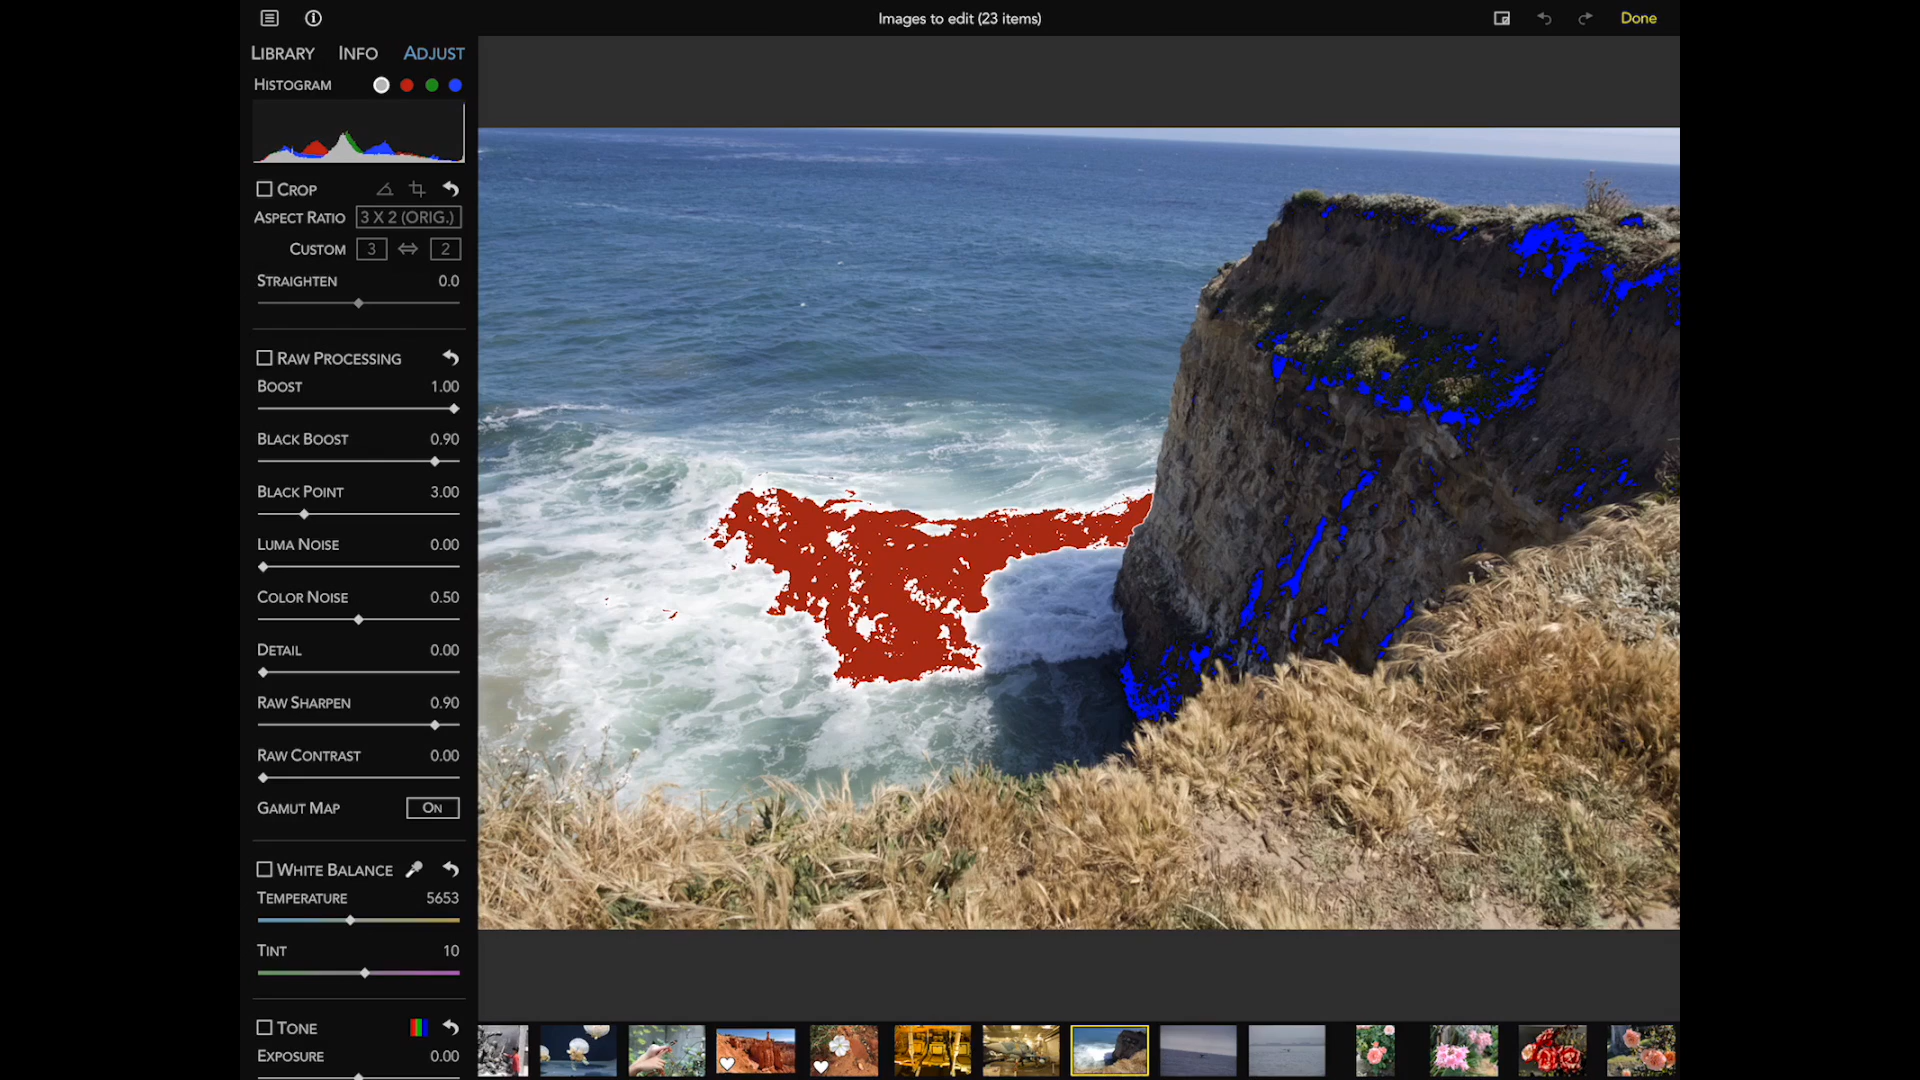 Images to edit (23 items)
Done
LIBRARY INFO ADJUST
HISTOGRAM
CROP
ASPECT RATIO 3 X 2 (ORIG.)
CUSTOM 3 2
STRAIGHTEN 0.0
RAW PROCESSING
BOOST 1.00
BLACK BOOST 0.90
BLACK POINT 3.00
LUMA NOISE 0.00
COLOR NOISE 0.50
DETAIL 0.00
RAW SHARPEN 0.90
RAW CONTRAST 0.00
GAMUT MAP ON
WHITE BALANCE
TEMPERATURE 5653
TINT 10
TONE
EXPOSURE 0.00